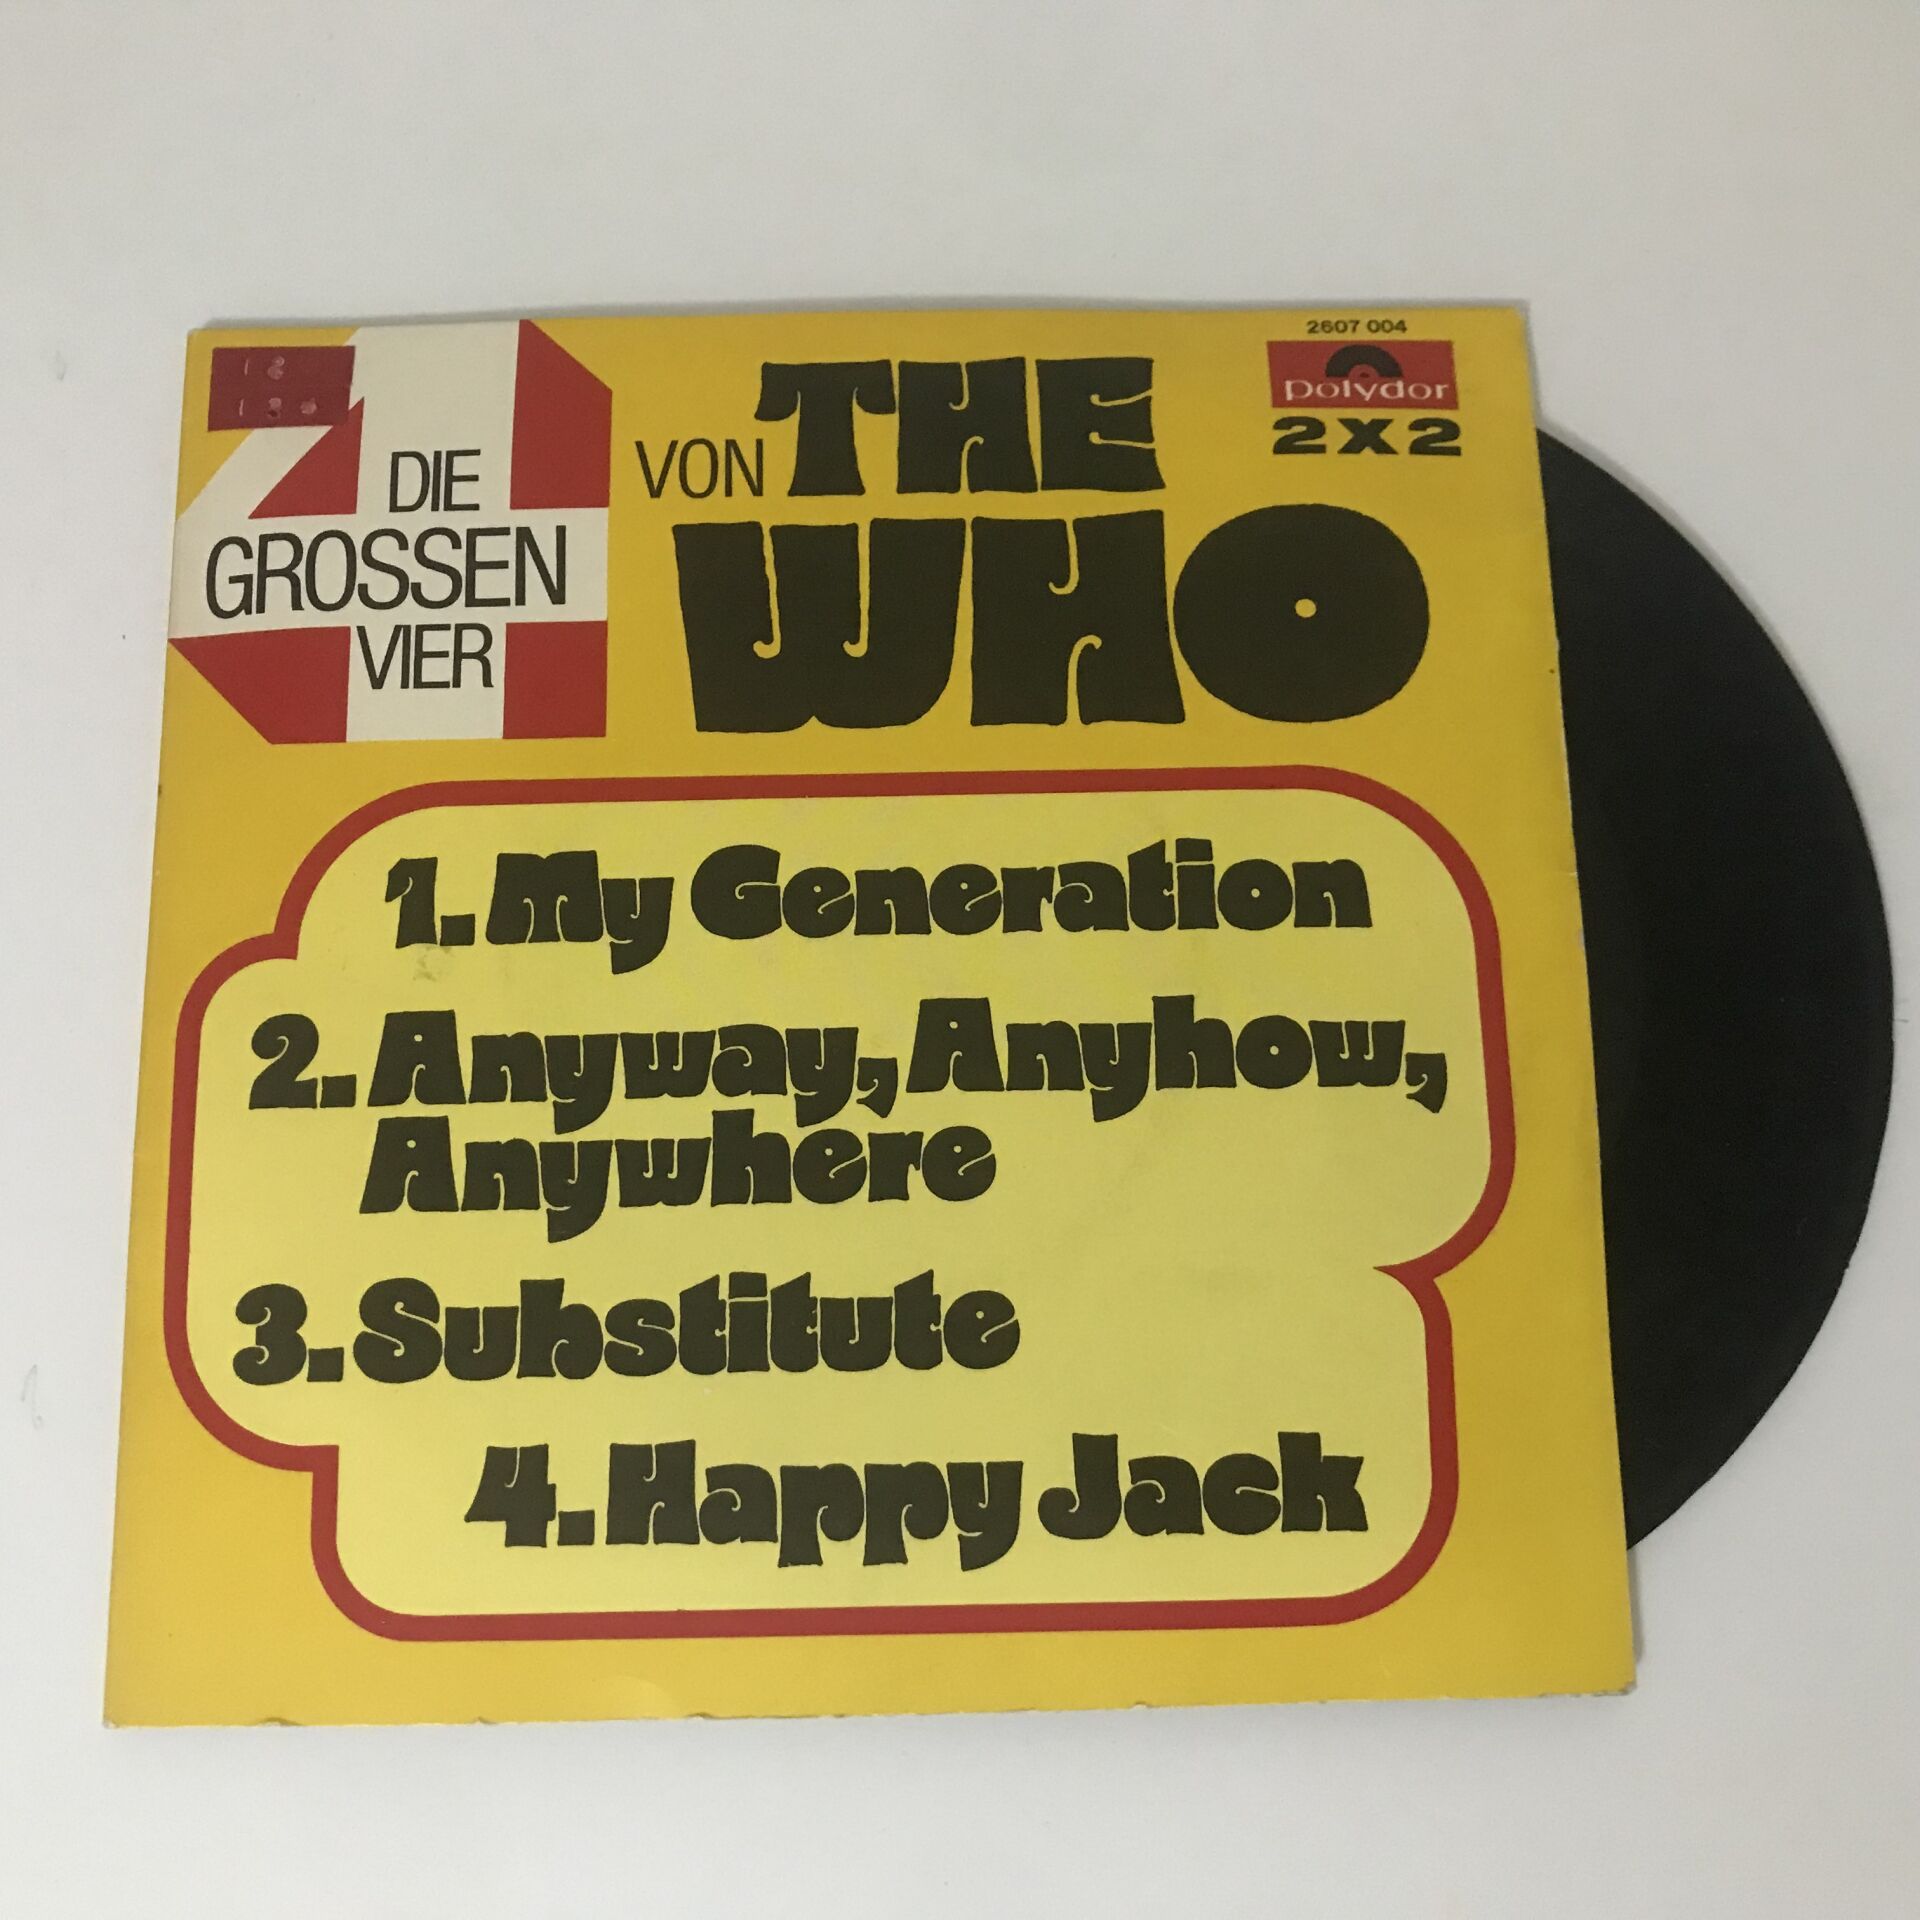 2607 004
polydor
2X2
DIE
GROSSEN
VIER
VON THE
WHO
1. My Generation
2. Anyway, Anyhow,
Anywhere
3. Substitute
4. Happy Jack